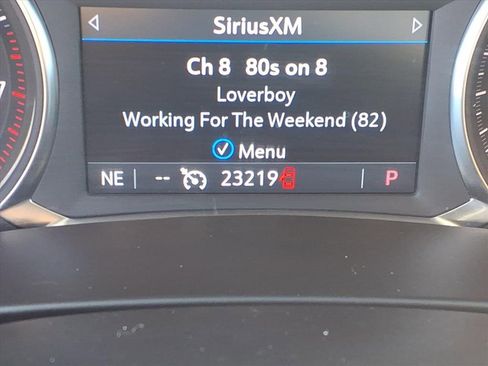 SiriusXM
Ch 8 80s on 8
Loverboy
Working For The Weekend (82)
Menu
NE -- 23219 P